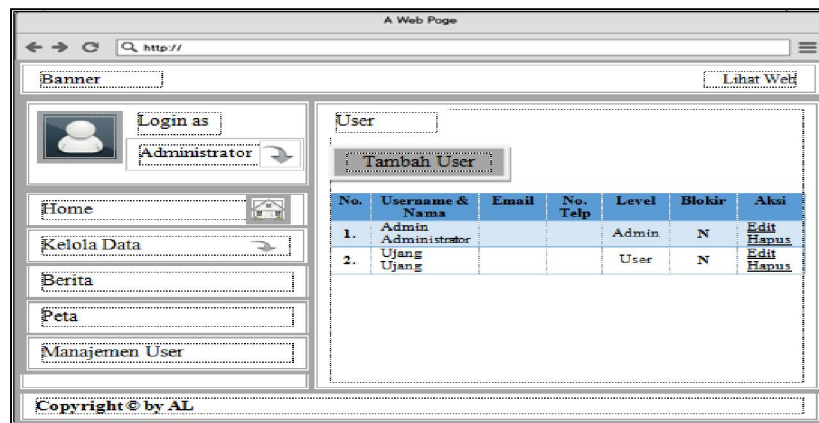 A Web Page
http://
Banner
Lihat Web
Login as
Administrator
Home
Kelola Data
Berita
Peta
Manajemen User
User
Tambah User
No. Username & Nama Email No. Telp Level Blokir Aksi
1. Admin Administrator Admin N Edit Hapus
2. Ujang Ujang User N Edit Hapus
Copyright © by AL